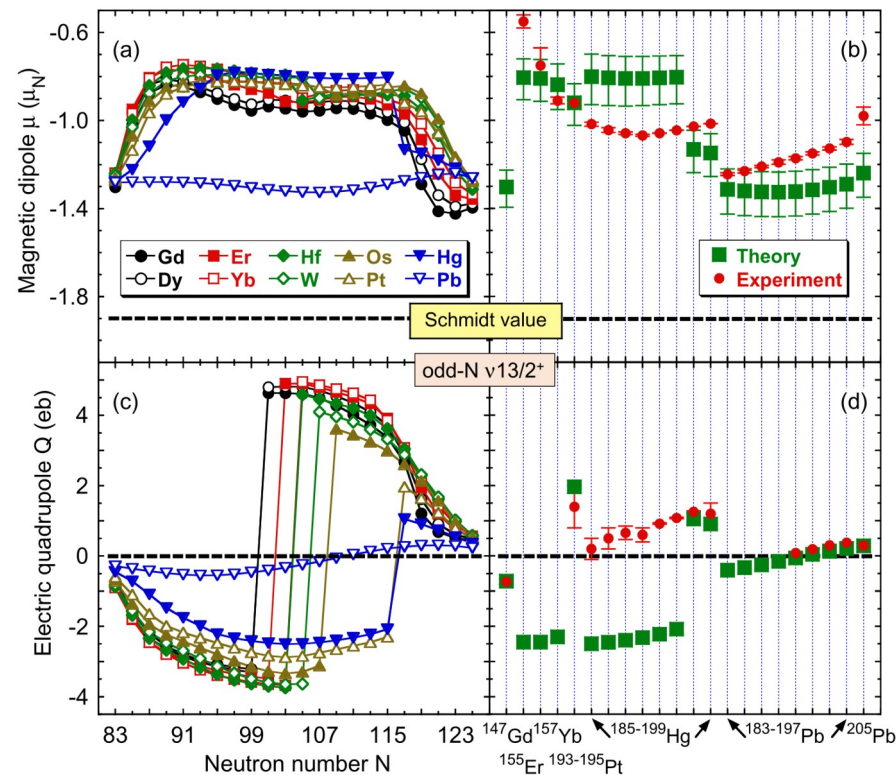 -0.6
-1.0
-1.4
-1.8
Magnetic dipole μ (μN)
(a)
(b)
Gd Er Hf Os Hg
Dy Yb W Pt Pb
Theory
Experiment
Schmidt value
odd-N ν13/2⁺
4
2
0
-2
-4
Electric quadrupole Q (eb)
(c)
(d)
83 91 99 107 115 123
Neutron number N
¹⁴⁷Gd ¹⁵⁷Yb ¹⁸⁵⁻¹⁹⁹Hg ¹⁸³⁻¹⁹⁷Pb ²⁰⁵Pb
¹⁵⁵Er ¹⁹³⁻¹⁹⁵Pt